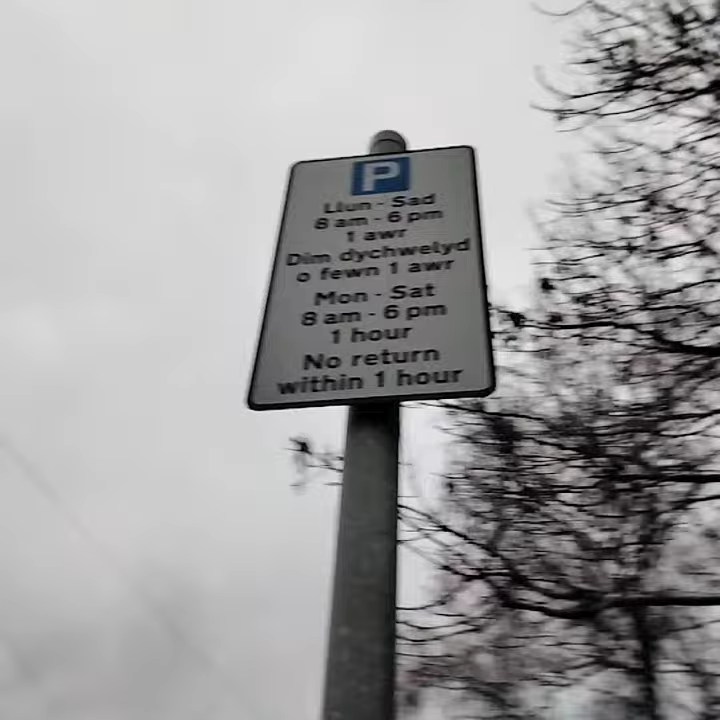 P
Llun - Sad
8 am - 6 pm
1 awr
Dim dychwelyd
o fewn 1 awr
Mon - Sat
8 am - 6 pm
1 hour
No return
within 1 hour